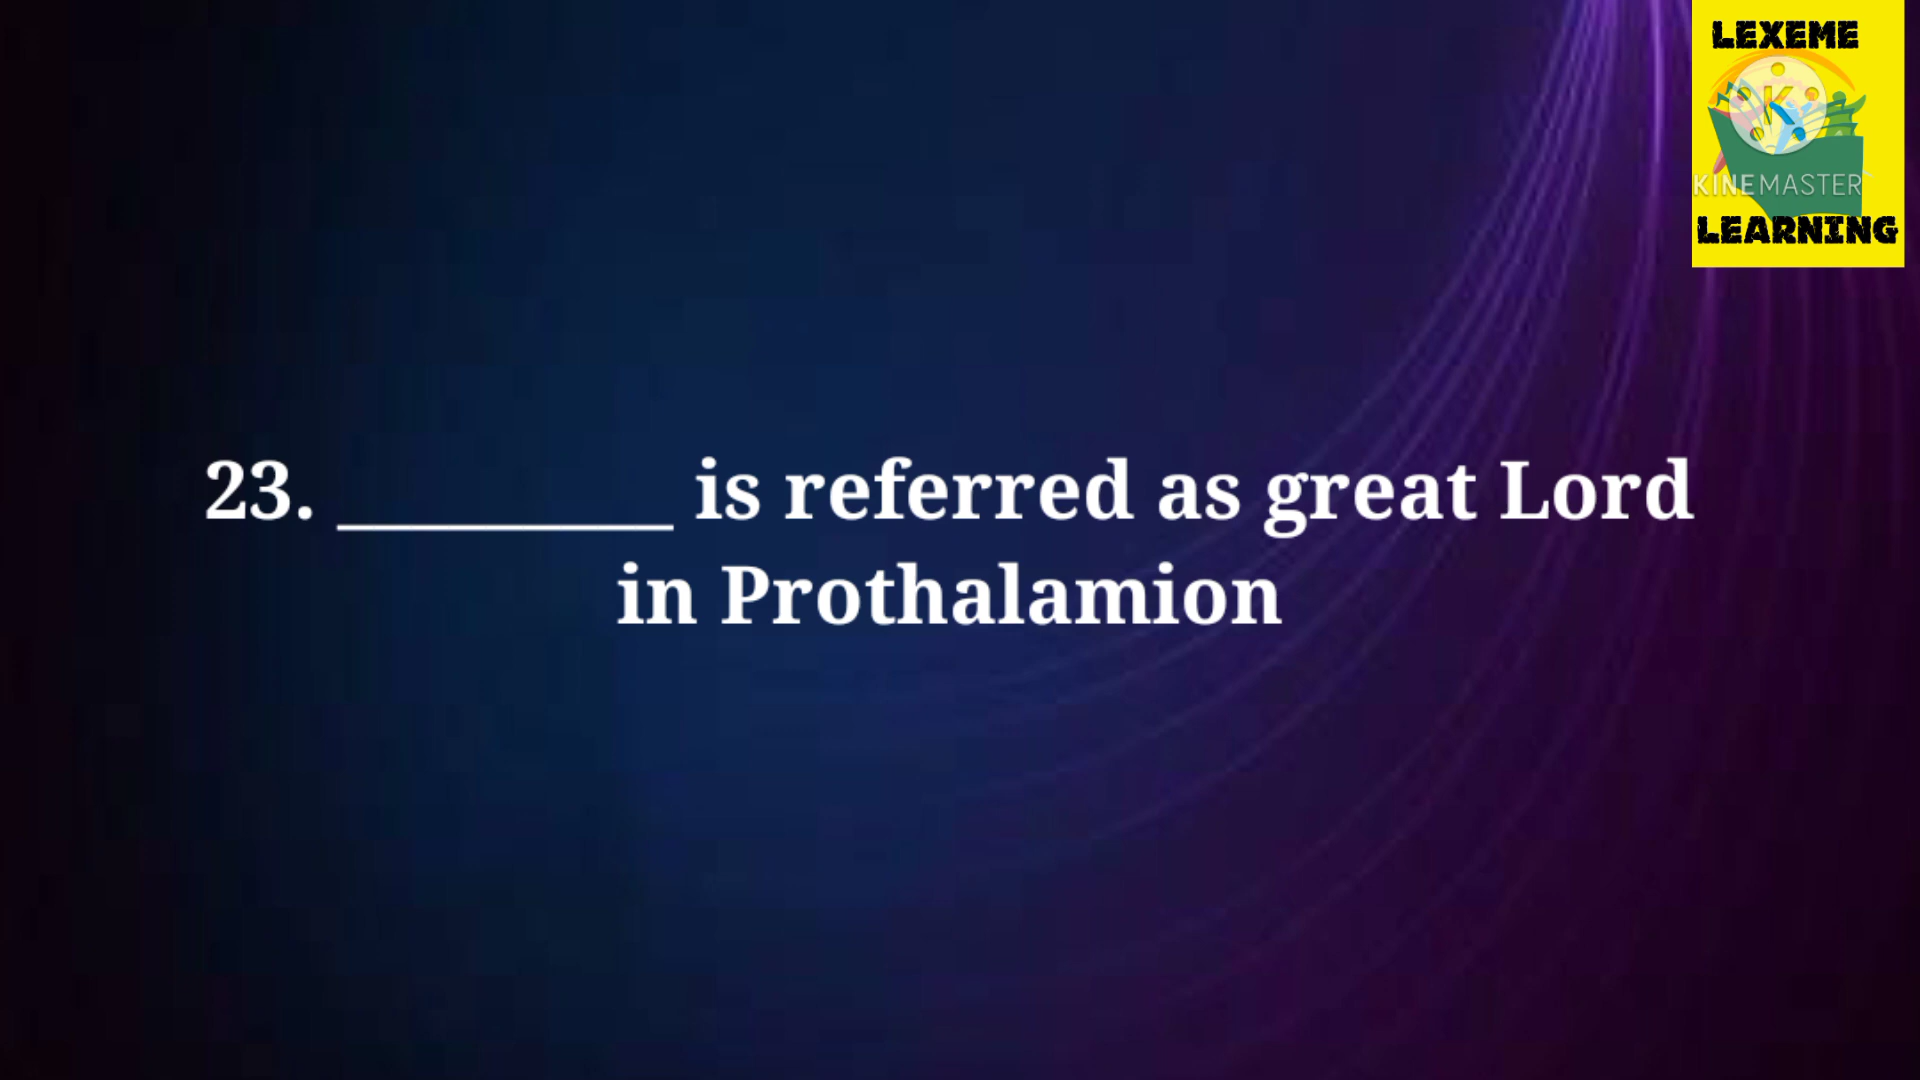 LEXEME
K
KINEMASTER
LEARNING
23. _________ is referred as great Lord
in Prothalamion